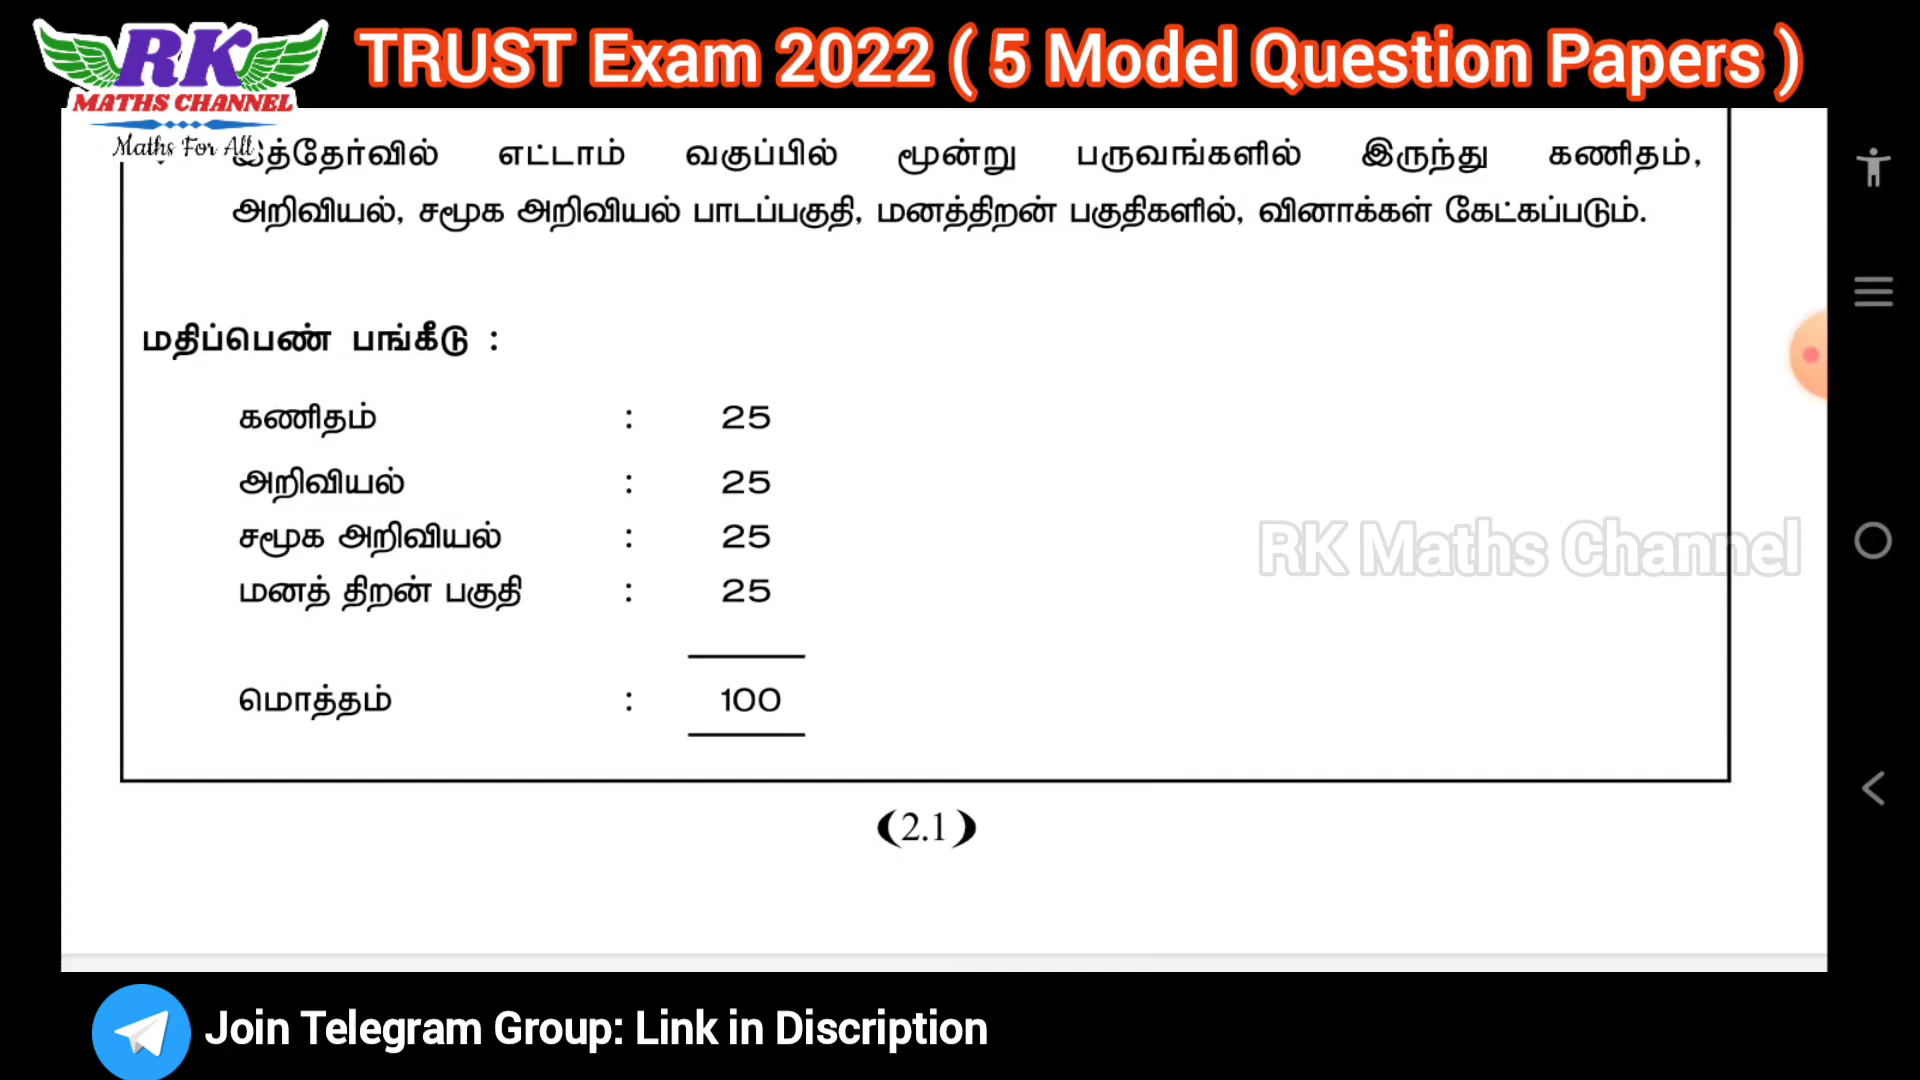 RK
MATHS CHANNEL
Maths For All
TRUST Exam 2022 ( 5 Model Question Papers )
இத்தேர்வில் எட்டாம் வகுப்பில் மூன்று பருவங்களில் இருந்து கணிதம்,
அறிவியல், சமூக அறிவியல் பாடப்பகுதி, மனத்திறன் பகுதிகளில், வினாக்கள் கேட்கப்படும்.
மதிப்பெண் பங்கீடு :
கணிதம் : 25
அறிவியல் : 25
சமூக அறிவியல் : 25
மனத் திறன் பகுதி : 25
மொத்தம் : 100
RK Maths Channel
(2.1)
Join Telegram Group: Link in Discription